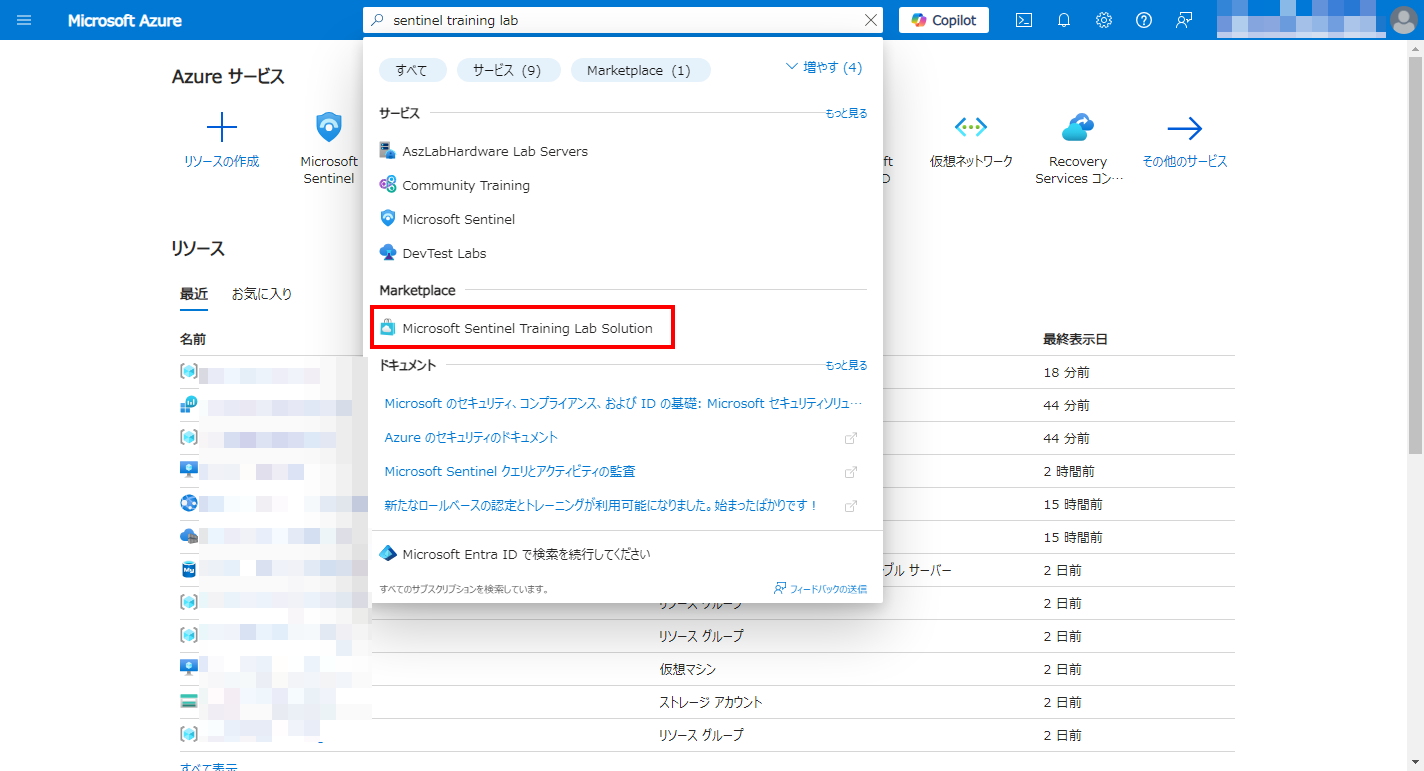 Microsoft Azure
sentinel training lab
Copilot
Azure サービス
リソースの作成
Microsoft
Sentinel
ft
D
仮想ネットワーク
Recovery
Services コン…
その他のサービス
すべて
サービス (9)
Marketplace (1)
増やす (4)
サービス
もっと見る
AszLabHardware Lab Servers
Community Training
Microsoft Sentinel
DevTest Labs
Marketplace
Microsoft Sentinel Training Lab Solution
ドキュメント
もっと見る
Microsoft のセキュリティ、コンプライアンス、および ID の基礎: Microsoft セキュリティソリュ…
Azure のセキュリティのドキュメント
Microsoft Sentinel クエリとアクティビティの監査
新たなロールベースの認定とトレーニングが利用可能になりました。始まったばかりです！
Microsoft Entra ID で検索を続行してください
すべてのサブスクリプションを検索しています。
フィードバックの送信
リソース
最近
お気に入り
名前
最終表示日
18 分前
44 分前
44 分前
2 時間前
15 時間前
15 時間前
プル サーバー
2 日前
リソース グループ
2 日前
リソース グループ
2 日前
仮想マシン
2 日前
ストレージ アカウント
2 日前
リソース グループ
2 日前
すべて表示